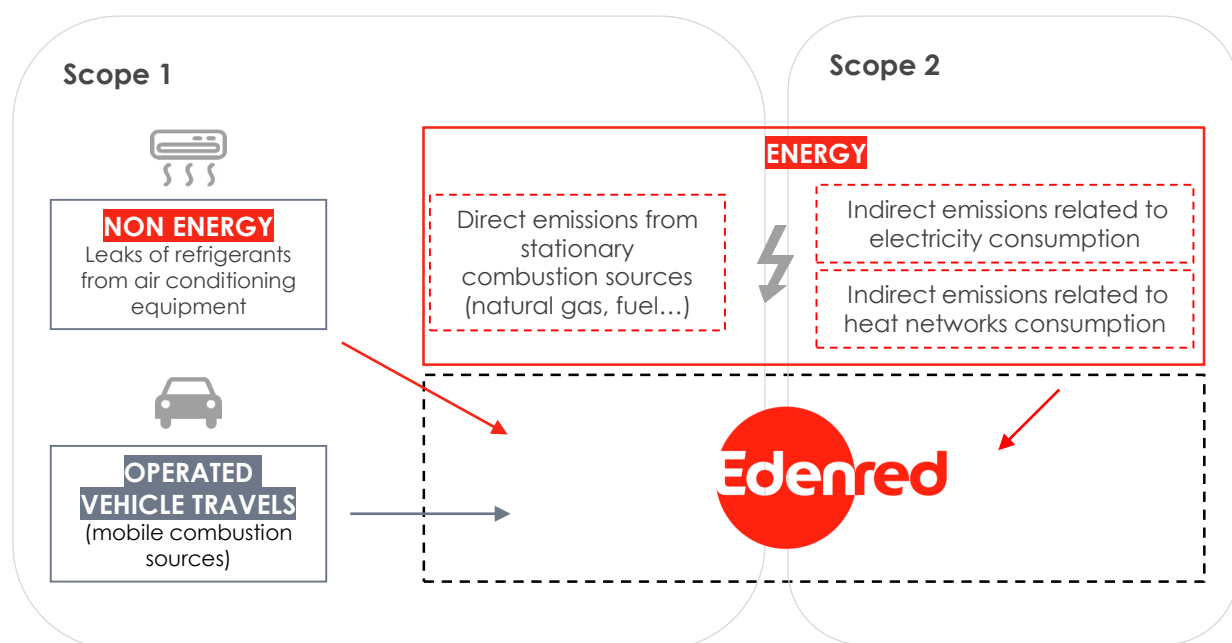 Scope 1
Scope 2
NON ENERGY
Leaks of refrigerants
from air conditioning
equipment
ENERGY
Direct emissions from
stationary
combustion sources
(natural gas, fuel…)
Indirect emissions related to
electricity consumption
Indirect emissions related to
heat networks consumption
OPERATED
VEHICLE TRAVELS
(mobile combustion
sources)
Edenred